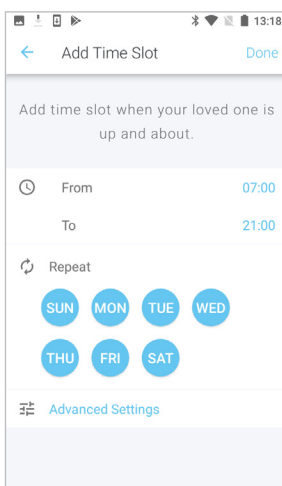 13:18
Add Time Slot Done
Add time slot when your loved one is
up and about.
From 07:00
To 21:00
Repeat
SUN MON TUE WED
THU FRI SAT
Advanced Settings